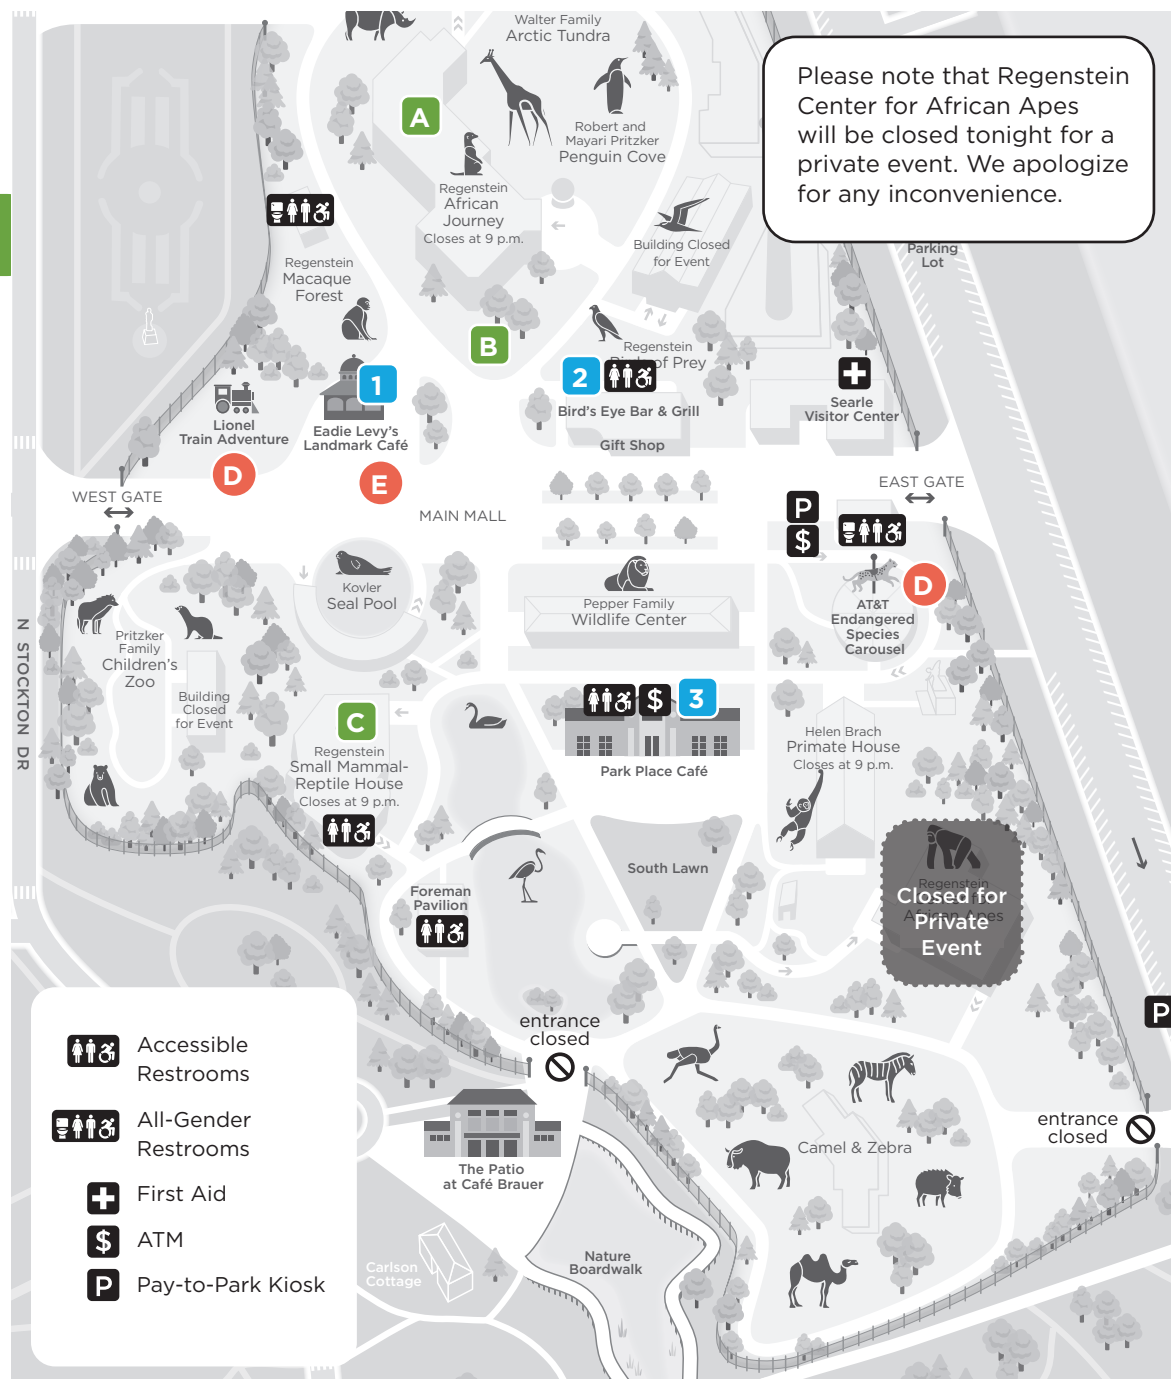 Walter Family
Arctic Tundra
Please note that Regenstein
Center for African Apes
will be closed tonight for a
private event. We apologize
for any inconvenience.
A
Robert and
Mayari Pritzker
Penguin Cove
Regenstein
African
Journey
Closes at 9 p.m.
Building Closed
for Event
Parking
Lot
Regenstein
Macaque
Forest
B
Regenstein
of Prey
1
2
Bird's Eye Bar & Grill
Gift Shop
Searle
Visitor Center
Lionel
Train Adventure
Eadie Levy's
Landmark Café
D
E
WEST GATE
MAIN MALL
EAST GATE
P
$
Kovler
Seal Pool
Pepper Family
Wildlife Center
D
AT&T
Endangered
Species
Carousel
N STOCKTON DR
Pritzker
Family
Children's
Zoo
Building
Closed
for Event
C
Regenstein
Small Mammal-
Reptile House
Closes at 9 p.m.
$
3
Park Place Café
Helen Brach
Primate House
Closes at 9 p.m.
South Lawn
Foreman
Pavilion
Regenstein
Closed for
African Apes
Private
Event
P
entrance
closed
entrance
closed
Accessible
Restrooms
All-Gender
Restrooms
First Aid
$ ATM
P Pay-to-Park Kiosk
The Patio
at Café Brauer
Camel & Zebra
Nature
Boardwalk
Carlson
Cottage